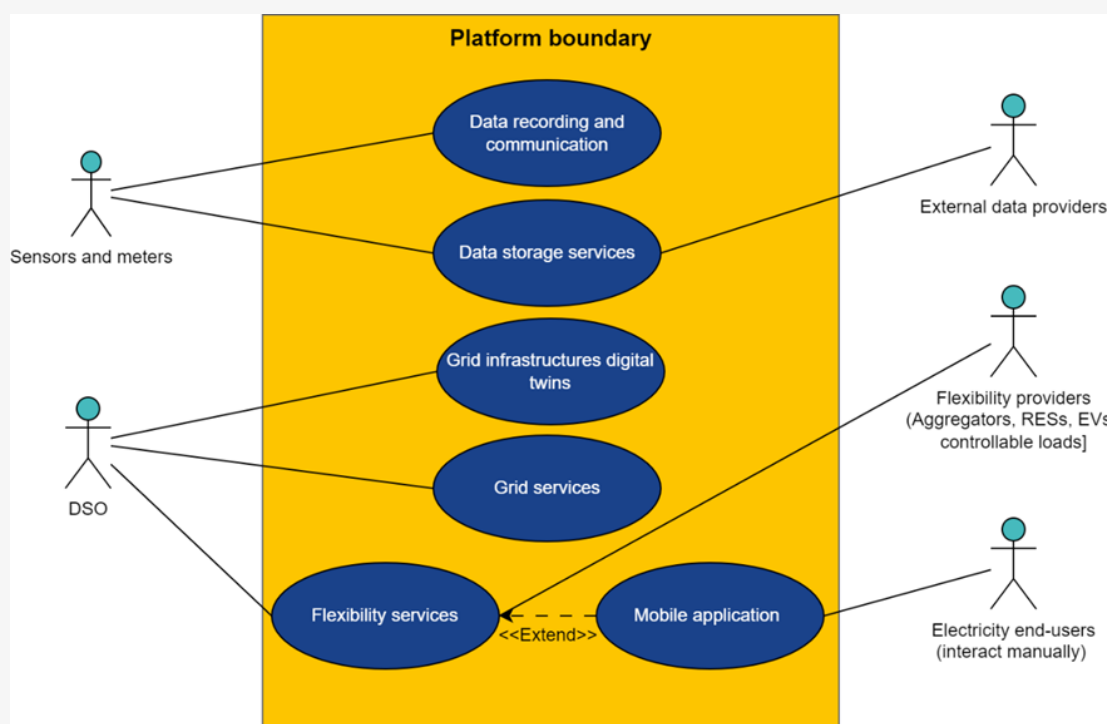 Platform boundary
Data recording and
communication
Sensors and meters
External data providers
Data storage services
Grid infrastructures digital
twins
Flexibility providers
(Aggregators, RESs, EVs
controllable loads]
DSO
Grid services
Flexibility services
<<Extend>>
Mobile application
Electricity end-users
(interact manually)